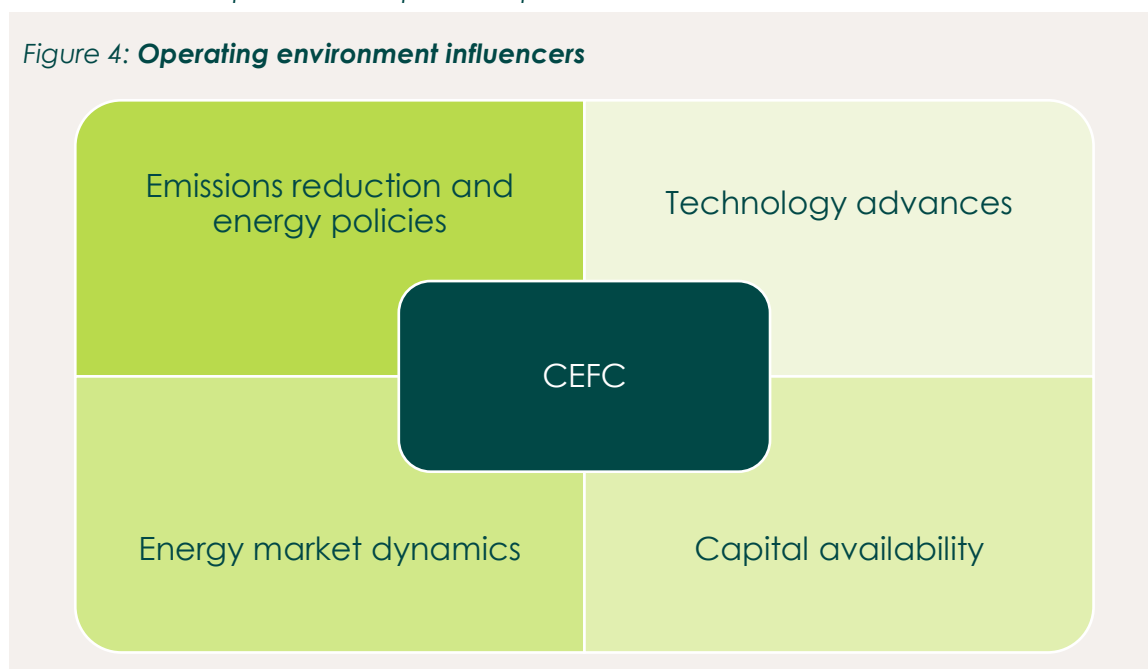 Figure 4: Operating environment influencers
Emissions reduction and
energy policies
Technology advances
CEFC
Energy market dynamics
Capital availability